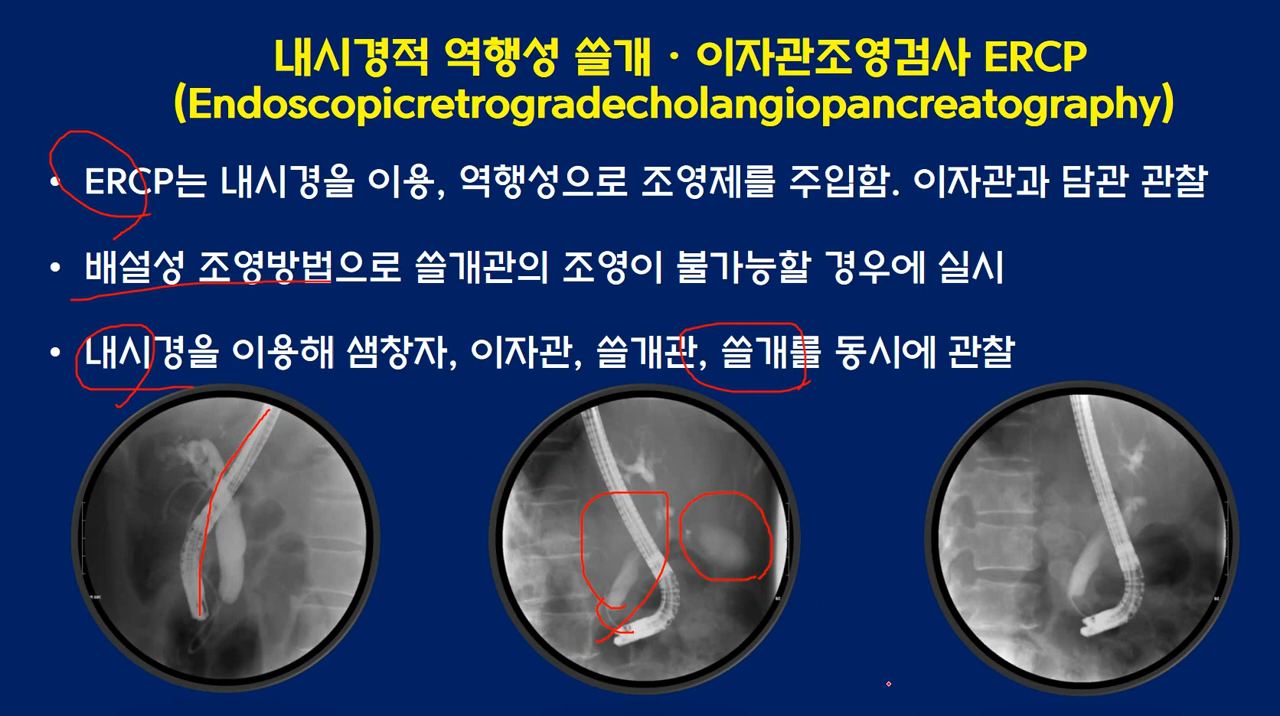 내시경적 역행성 쓸개 · 이자관조영검사 ERCP
(Endoscopicretrogradecholangiopancreatography)
• ERCP는 내시경을 이용, 역행성으로 조영제를 주입함. 이자관과 담관 관찰
• 배설성 조영방법으로 쓸개관의 조영이 불가능할 경우에 실시
• 내시경을 이용해 샘창자, 이자관, 쓸개관, 쓸개를 동시에 관찰